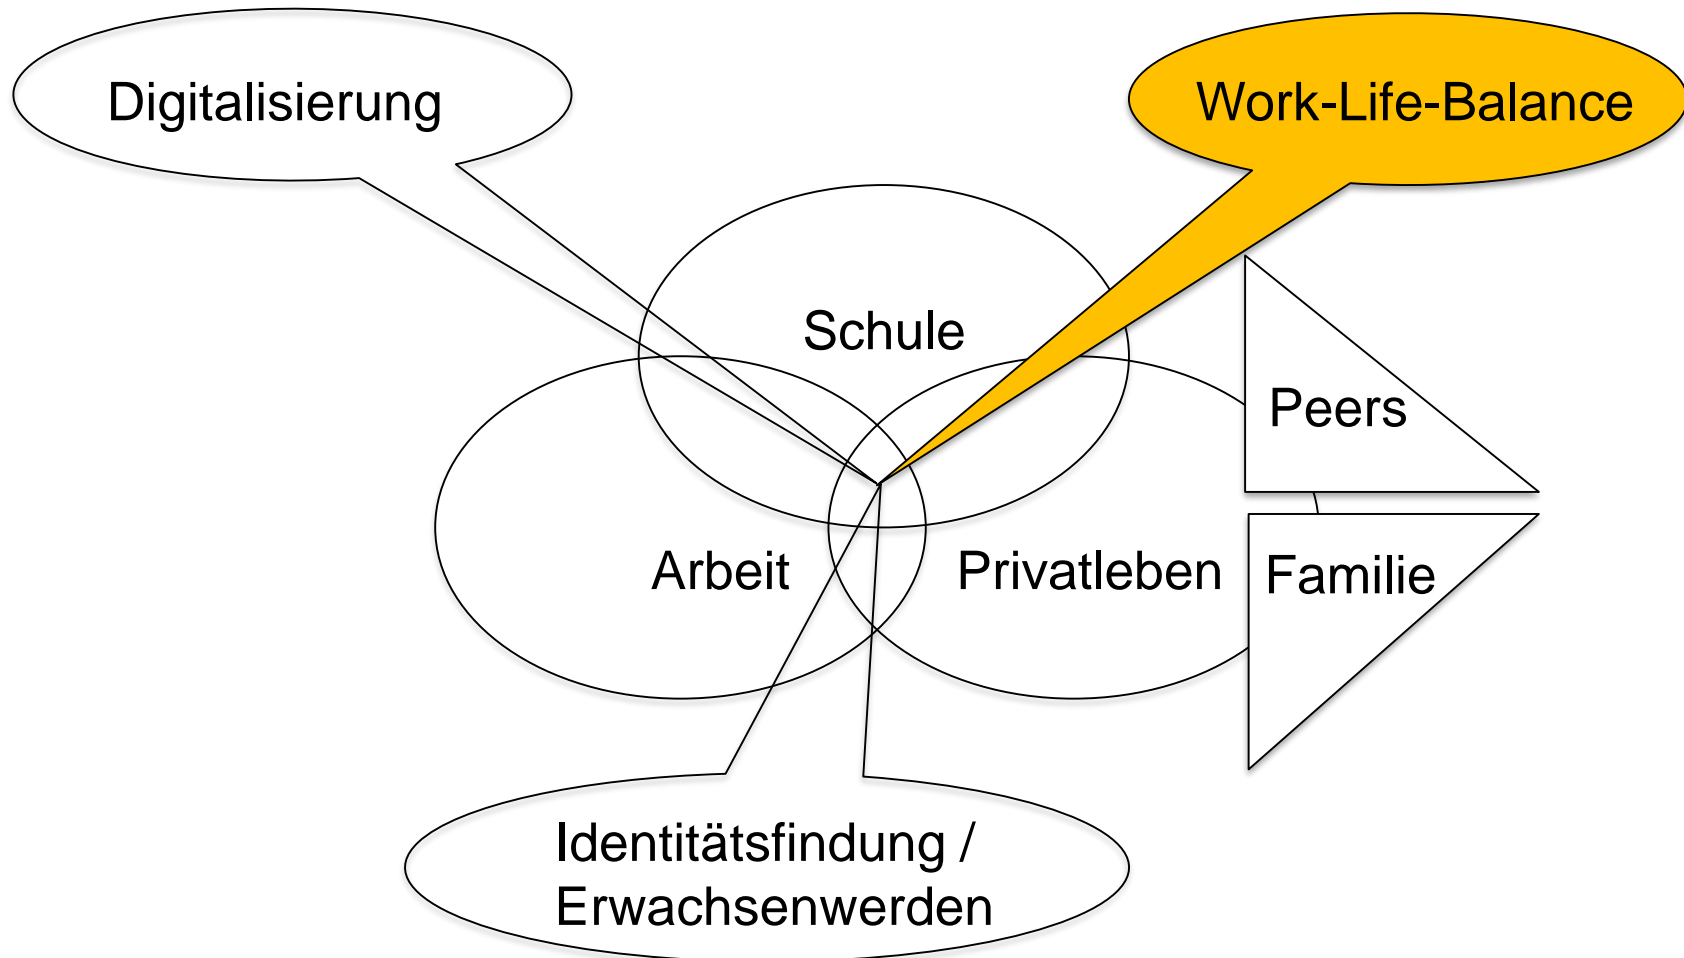 Digitalisierung
Work-Life-Balance
Schule
Peers
Arbeit
Privatleben
Familie
Identitätsfindung /
Erwachsenwerden